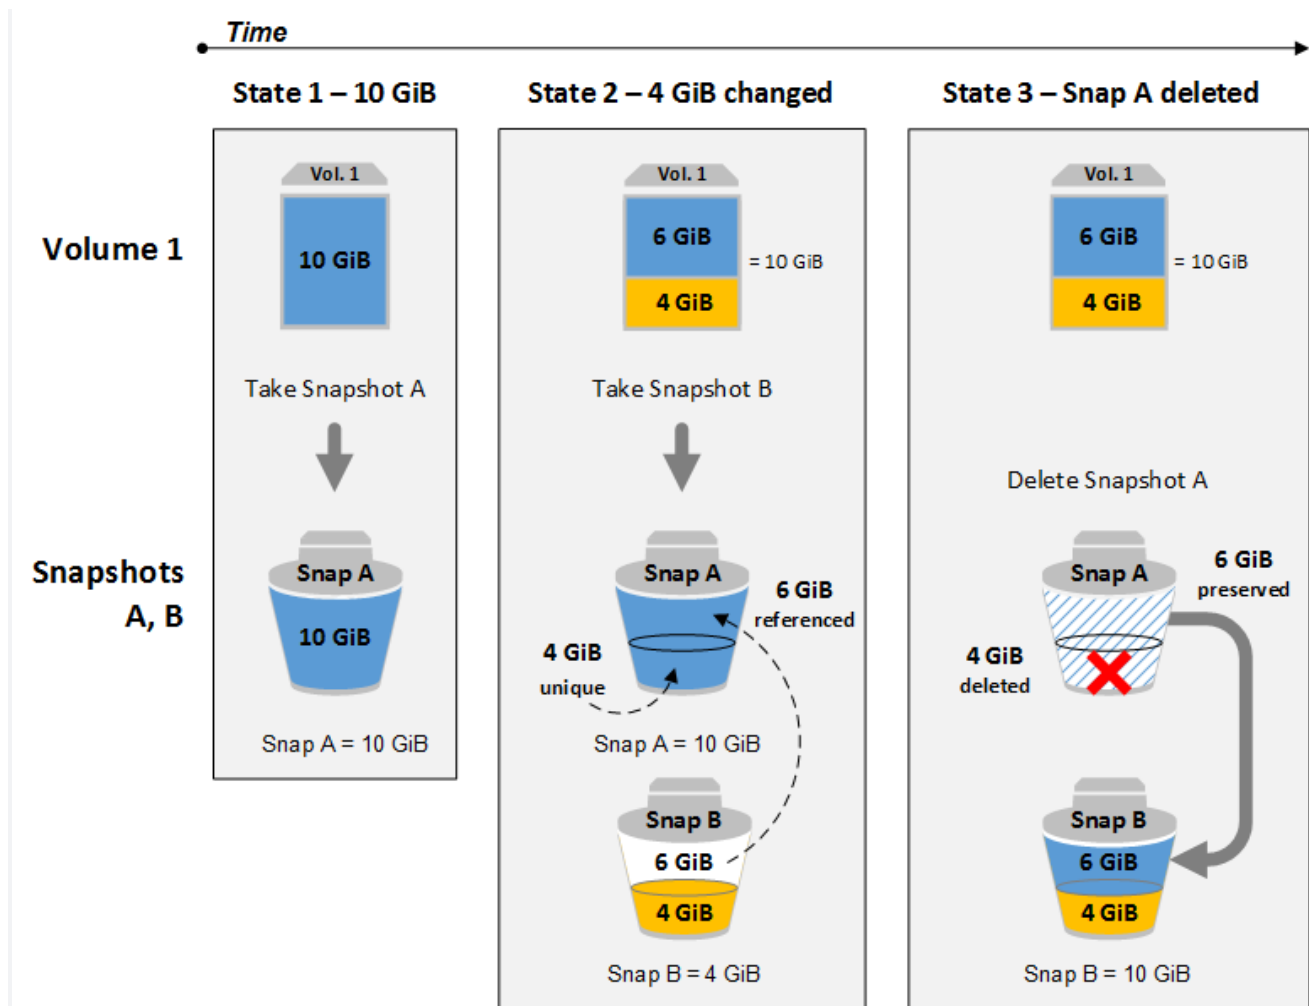 Time
State 1 – 10 GiB
State 2 – 4 GiB changed
State 3 – Snap A deleted
Volume 1
Vol. 1
10 GiB
Vol. 1
6 GiB
4 GiB
= 10 GiB
Vol. 1
6 GiB
4 GiB
= 10 GiB
Take Snapshot A
Take Snapshot B
Delete Snapshot A
Snapshots
A, B
Snap A
10 GiB
Snap A = 10 GiB
Snap A
6 GiB
referenced
4 GiB
unique
Snap A = 10 GiB
Snap B
6 GiB
4 GiB
Snap B = 4 GiB
Snap A
6 GiB
preserved
4 GiB
deleted
Snap B
6 GiB
4 GiB
Snap B = 10 GiB